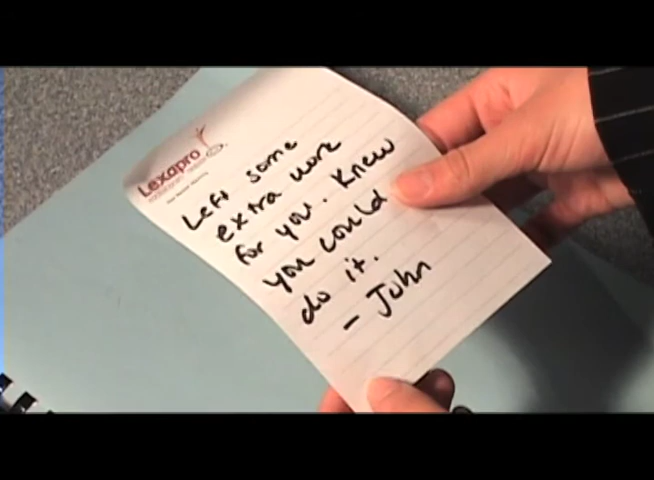 Lexapro
Left some
extra work
for you. Knew
you could
do it.
- John